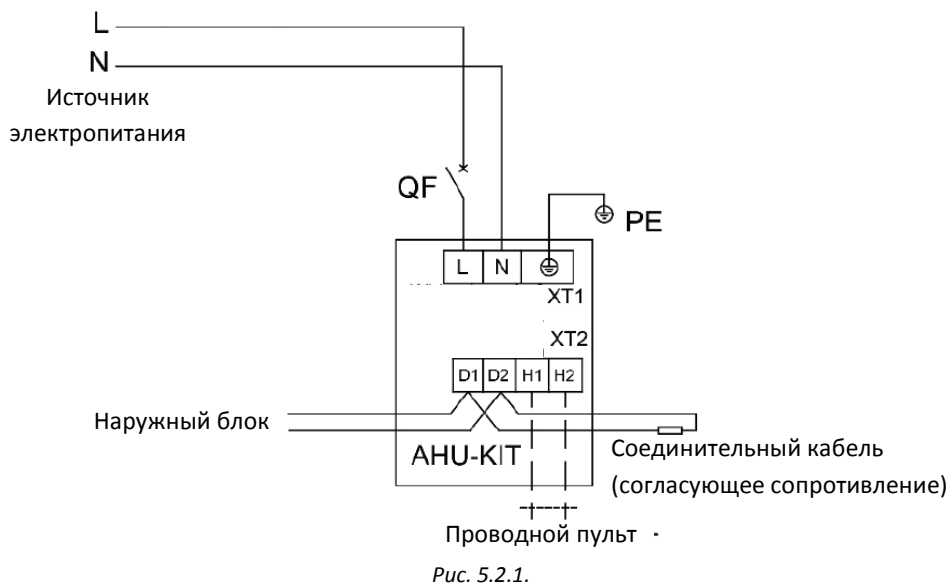 L
N
Источник
электропитания
QF
PE
L N
XT1
XT2
D1 D2 H1 H2
Наружный блок
AHU-KIT
Соединительный кабель
(согласующее сопротивление)
Проводной пульт
Рис. 5.2.1.